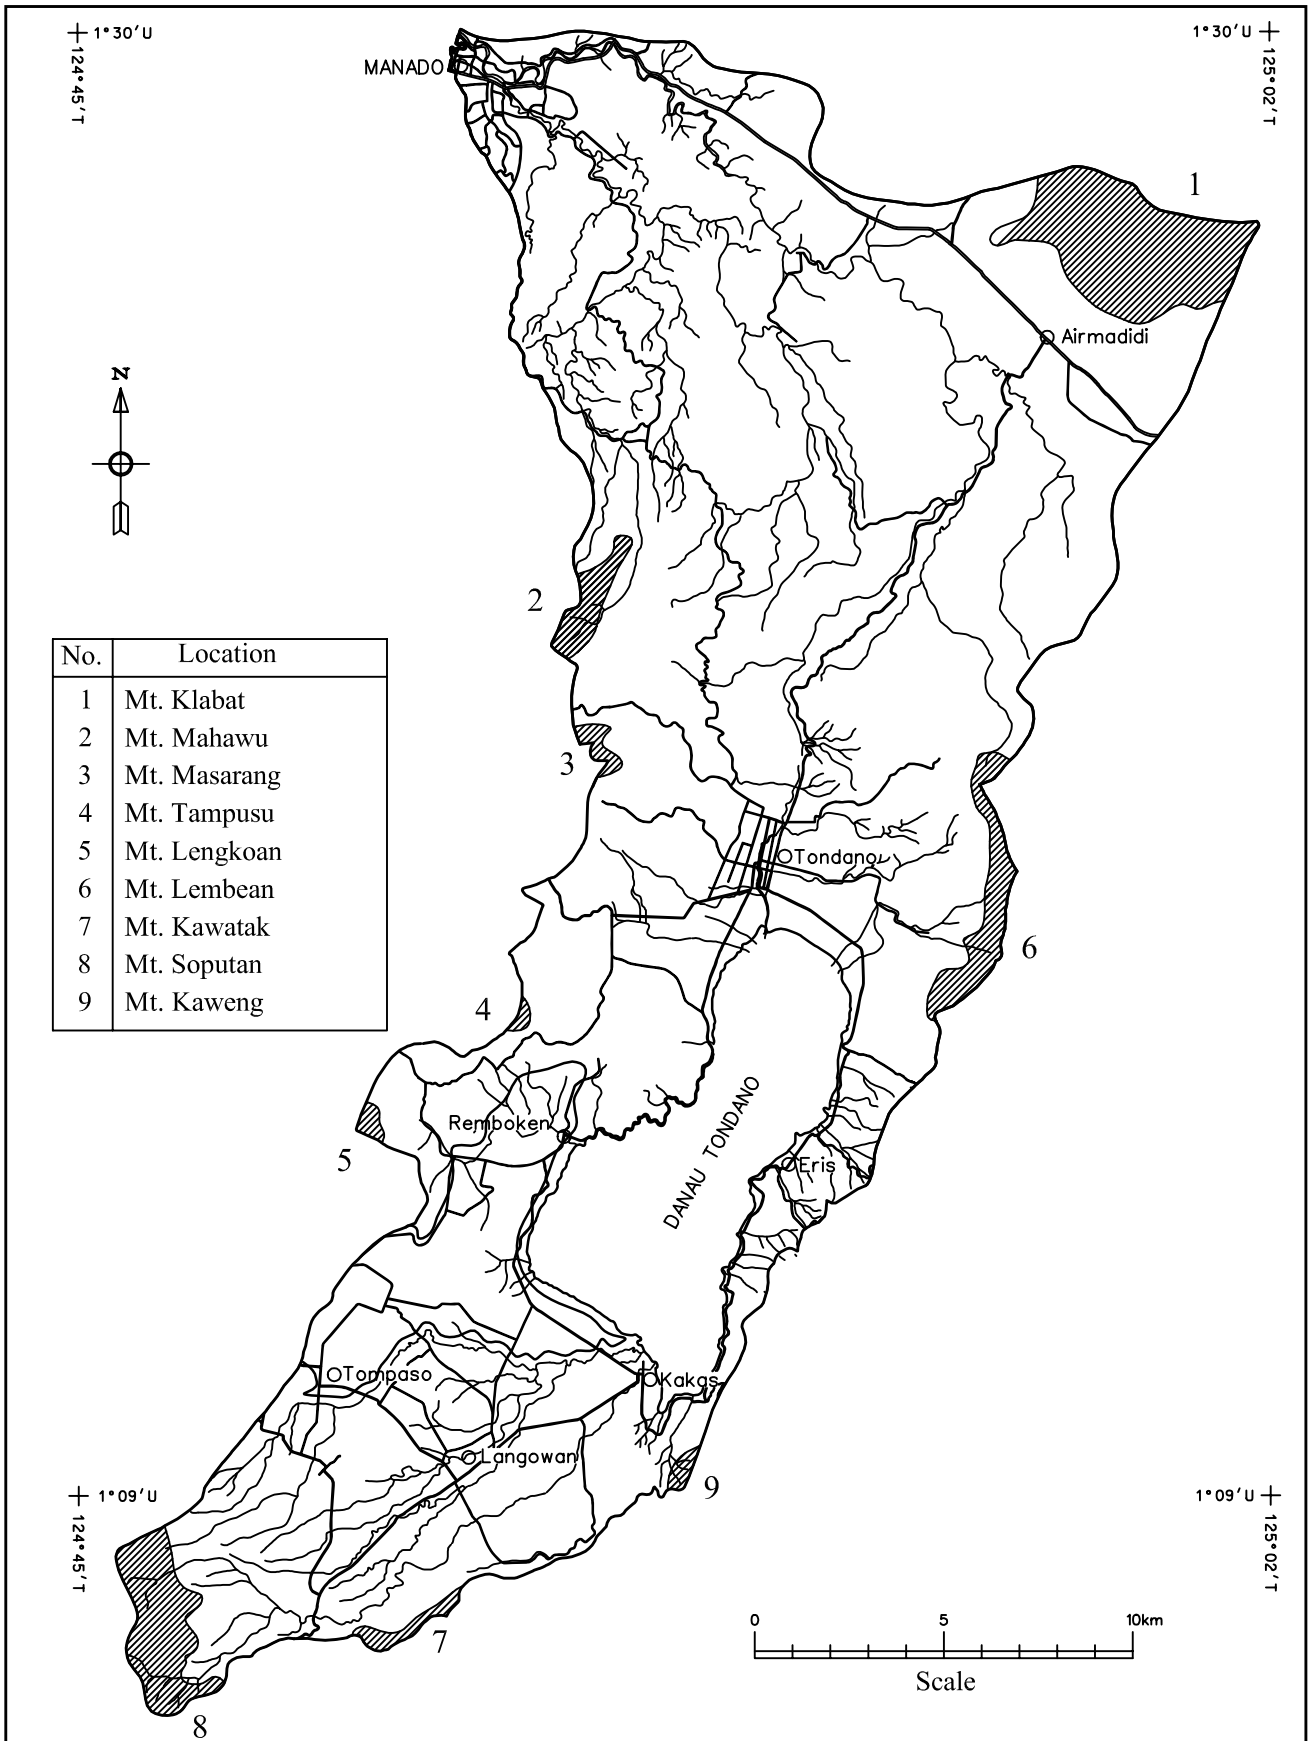 1°30'U
1°30'U
124°45'T
125°02'T
MANADO
1
Airmadidi
N
2
No. Location
1 Mt. Klabat
2 Mt. Mahawu
3 Mt. Masarang
4 Mt. Tampusu
5 Mt. Lengkoan
6 Mt. Lembean
7 Mt. Kawatak
8 Mt. Soputan
9 Mt. Kaweng
3
Tondano
6
4
DANAU TONDANO
Remboken
5
Eris
Tompaso
Kakas
Langowan
9
1°09'U
1°09'U
124°45'T
125°02'T
7
0 5 10km
Scale
8